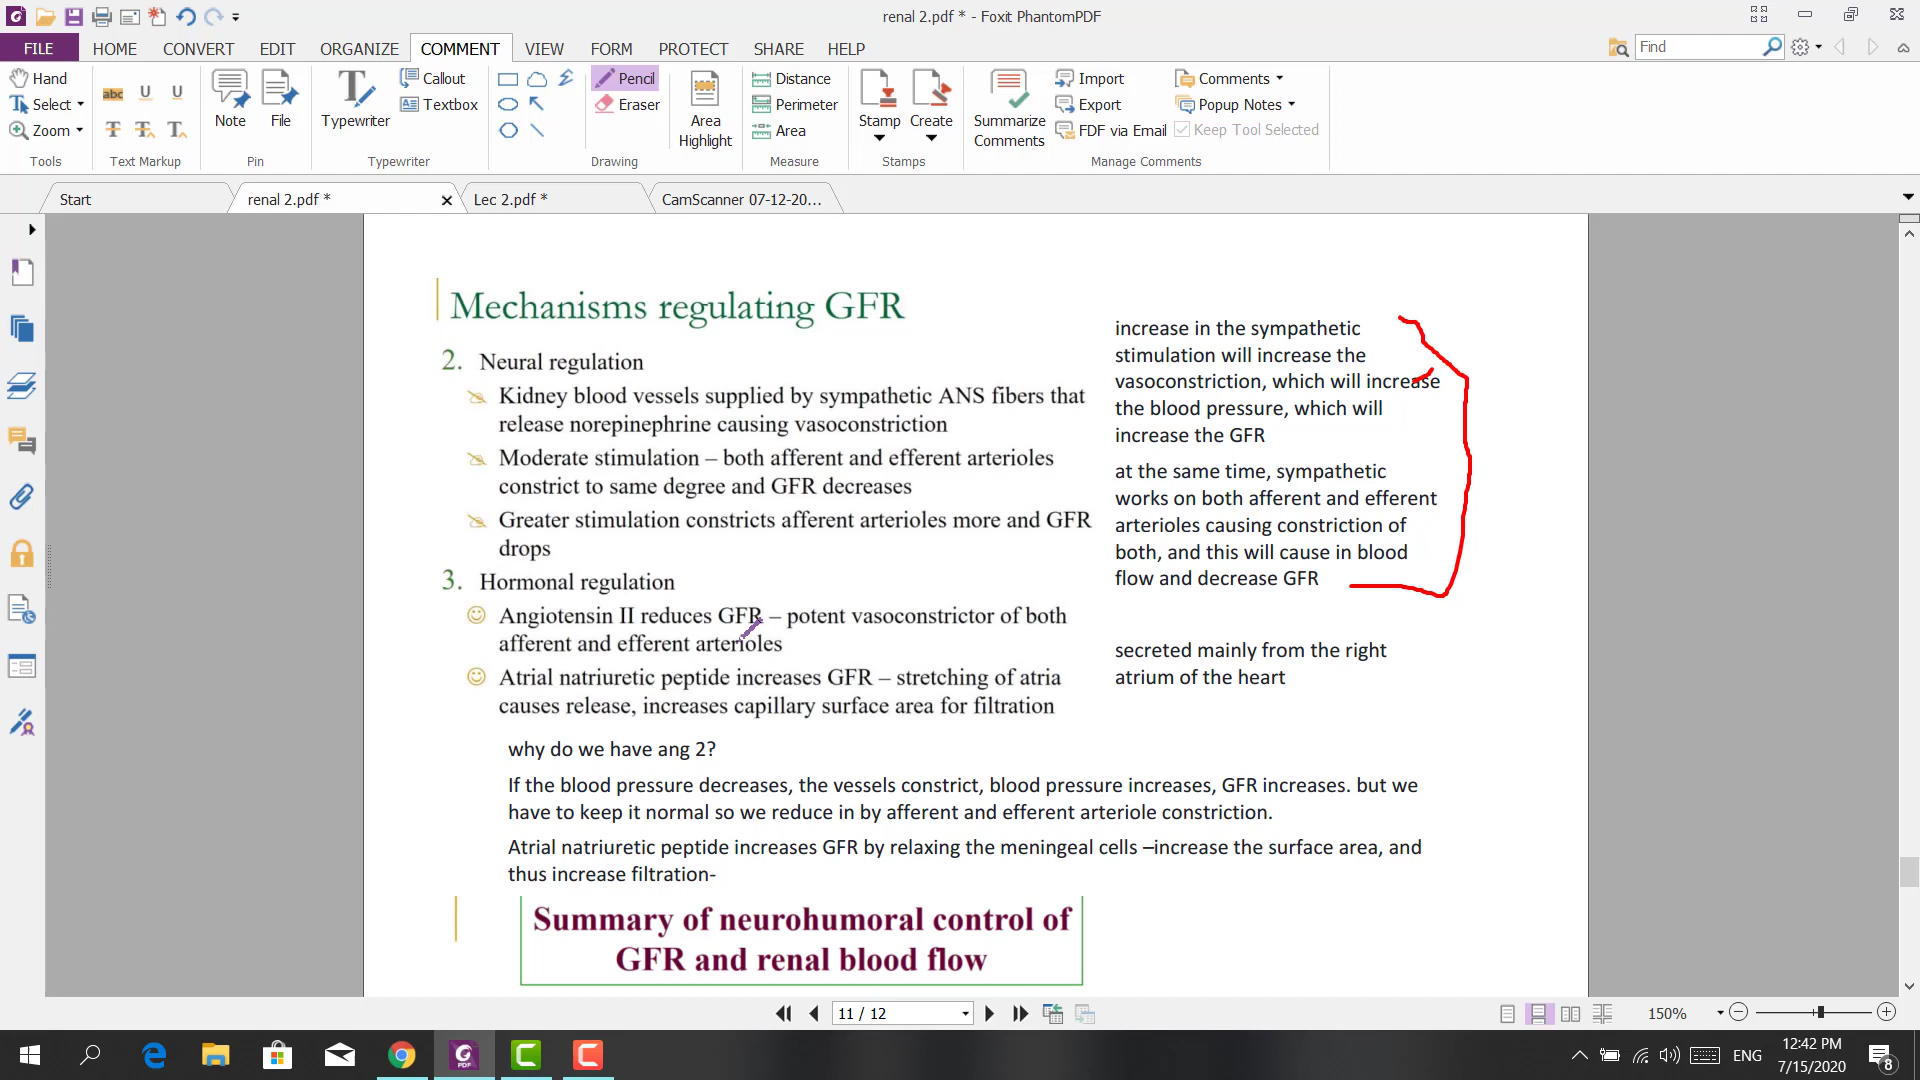 renal 2.pdf * - Foxit PhantomPDF
FILE HOME CONVERT EDIT ORGANIZE COMMENT VIEW FORM PROTECT SHARE HELP Find
Hand
Select
Zoom
Tools
abc U U
T T T
Text Markup
Note File
Pin
Typewriter
Callout
Textbox
Typewriter
Pencil
Eraser
Area
Highlight
Drawing
Distance
Perimeter
Area
Measure
Stamp Create
Stamps
Summarize
Comments
Import
Export
FDF via Email
Comments
Popup Notes
Keep Tool Selected
Manage Comments
Start renal 2.pdf * Lec 2.pdf * CamScanner 07-12-20...
Mechanisms regulating GFR
2. Neural regulation
Kidney blood vessels supplied by sympathetic ANS fibers that
release norepinephrine causing vasoconstriction
Moderate stimulation – both afferent and efferent arterioles
constrict to same degree and GFR decreases
Greater stimulation constricts afferent arterioles more and GFR
drops
3. Hormonal regulation
Angiotensin II reduces GFR – potent vasoconstrictor of both
afferent and efferent arterioles
Atrial natriuretic peptide increases GFR – stretching of atria
causes release, increases capillary surface area for filtration
increase in the sympathetic
stimulation will increase the
vasoconstriction, which will increase
the blood pressure, which will
increase the GFR
at the same time, sympathetic
works on both afferent and efferent
arterioles causing constriction of
both, and this will cause in blood
flow and decrease GFR
secreted mainly from the right
atrium of the heart
why do we have ang 2?
If the blood pressure decreases, the vessels constrict, blood pressure increases, GFR increases. but we
have to keep it normal so we reduce in by afferent and efferent arteriole constriction.
Atrial natriuretic peptide increases GFR by relaxing the meningeal cells –increase the surface area, and
thus increase filtration-
Summary of neurohumoral control of
GFR and renal blood flow
11 / 12
150%
PDF
ENG
12:42 PM
7/15/2020
8